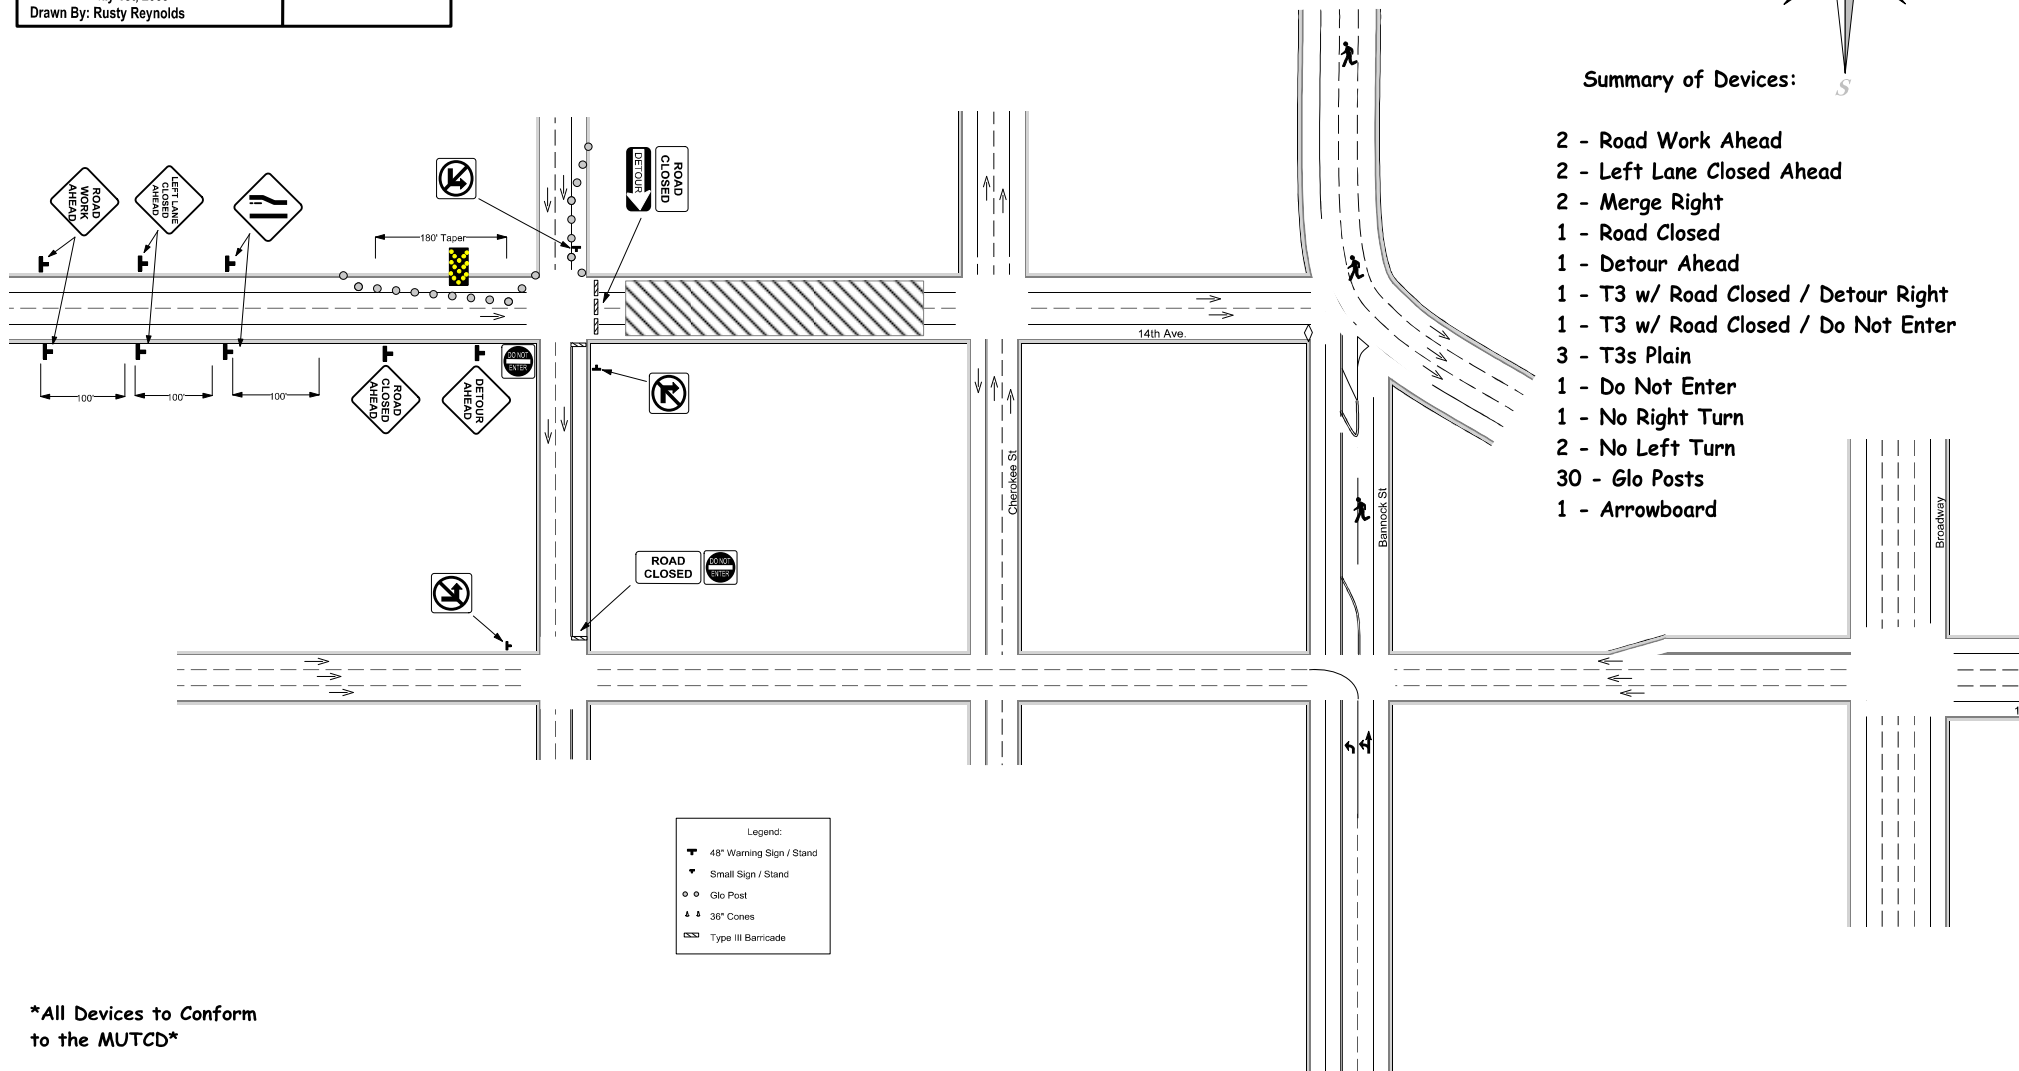 Drawn By: Rusty Reynolds
S
Summary of Devices:
2 - Road Work Ahead
2 - Left Lane Closed Ahead
2 - Merge Right
1 - Road Closed
1 - Detour Ahead
1 - T3 w/ Road Closed / Detour Right
1 - T3 w/ Road Closed / Do Not Enter
3 - T3s Plain
1 - Do Not Enter
1 - No Right Turn
2 - No Left Turn
30 - Glo Posts
1 - Arrowboard
ROAD
WORK
AHEAD
LEFT LANE
CLOSED
AHEAD
180' Taper
DETOUR
ROAD
CLOSED
14th Ave.
100'
100'
100'
ROAD
CLOSED
AHEAD
DETOUR
AHEAD
DO NOT
ENTER
Cherokee St
Bannock St
Broadway
ROAD
CLOSED
DO NOT
ENTER
Legend:
48" Warning Sign / Stand
Small Sign / Stand
Glo Post
36" Cones
Type III Barricade
*All Devices to Conform
to the MUTCD*